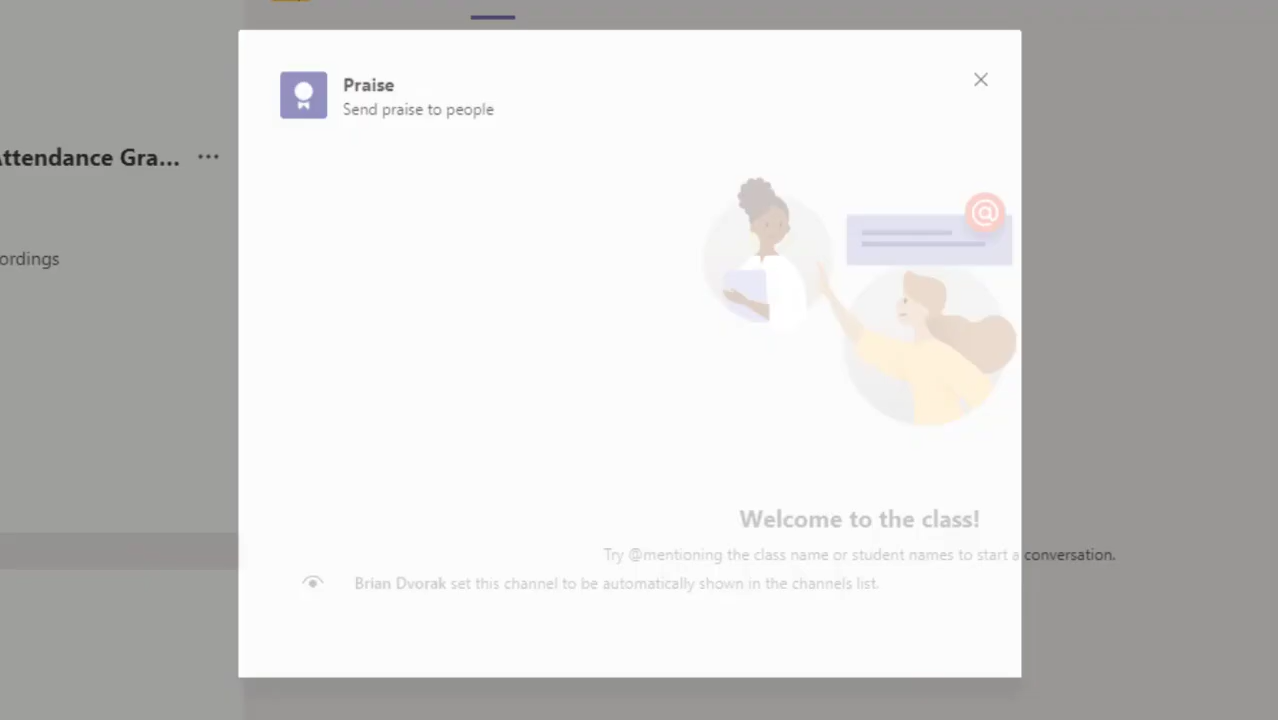 Praise
Send praise to people
Attendance Gra...
ordings
@
Welcome to the class!
Try @mentioning the class name or student names to start a conversation.
Brian Dvorak set this channel to be automatically shown in the channels list.